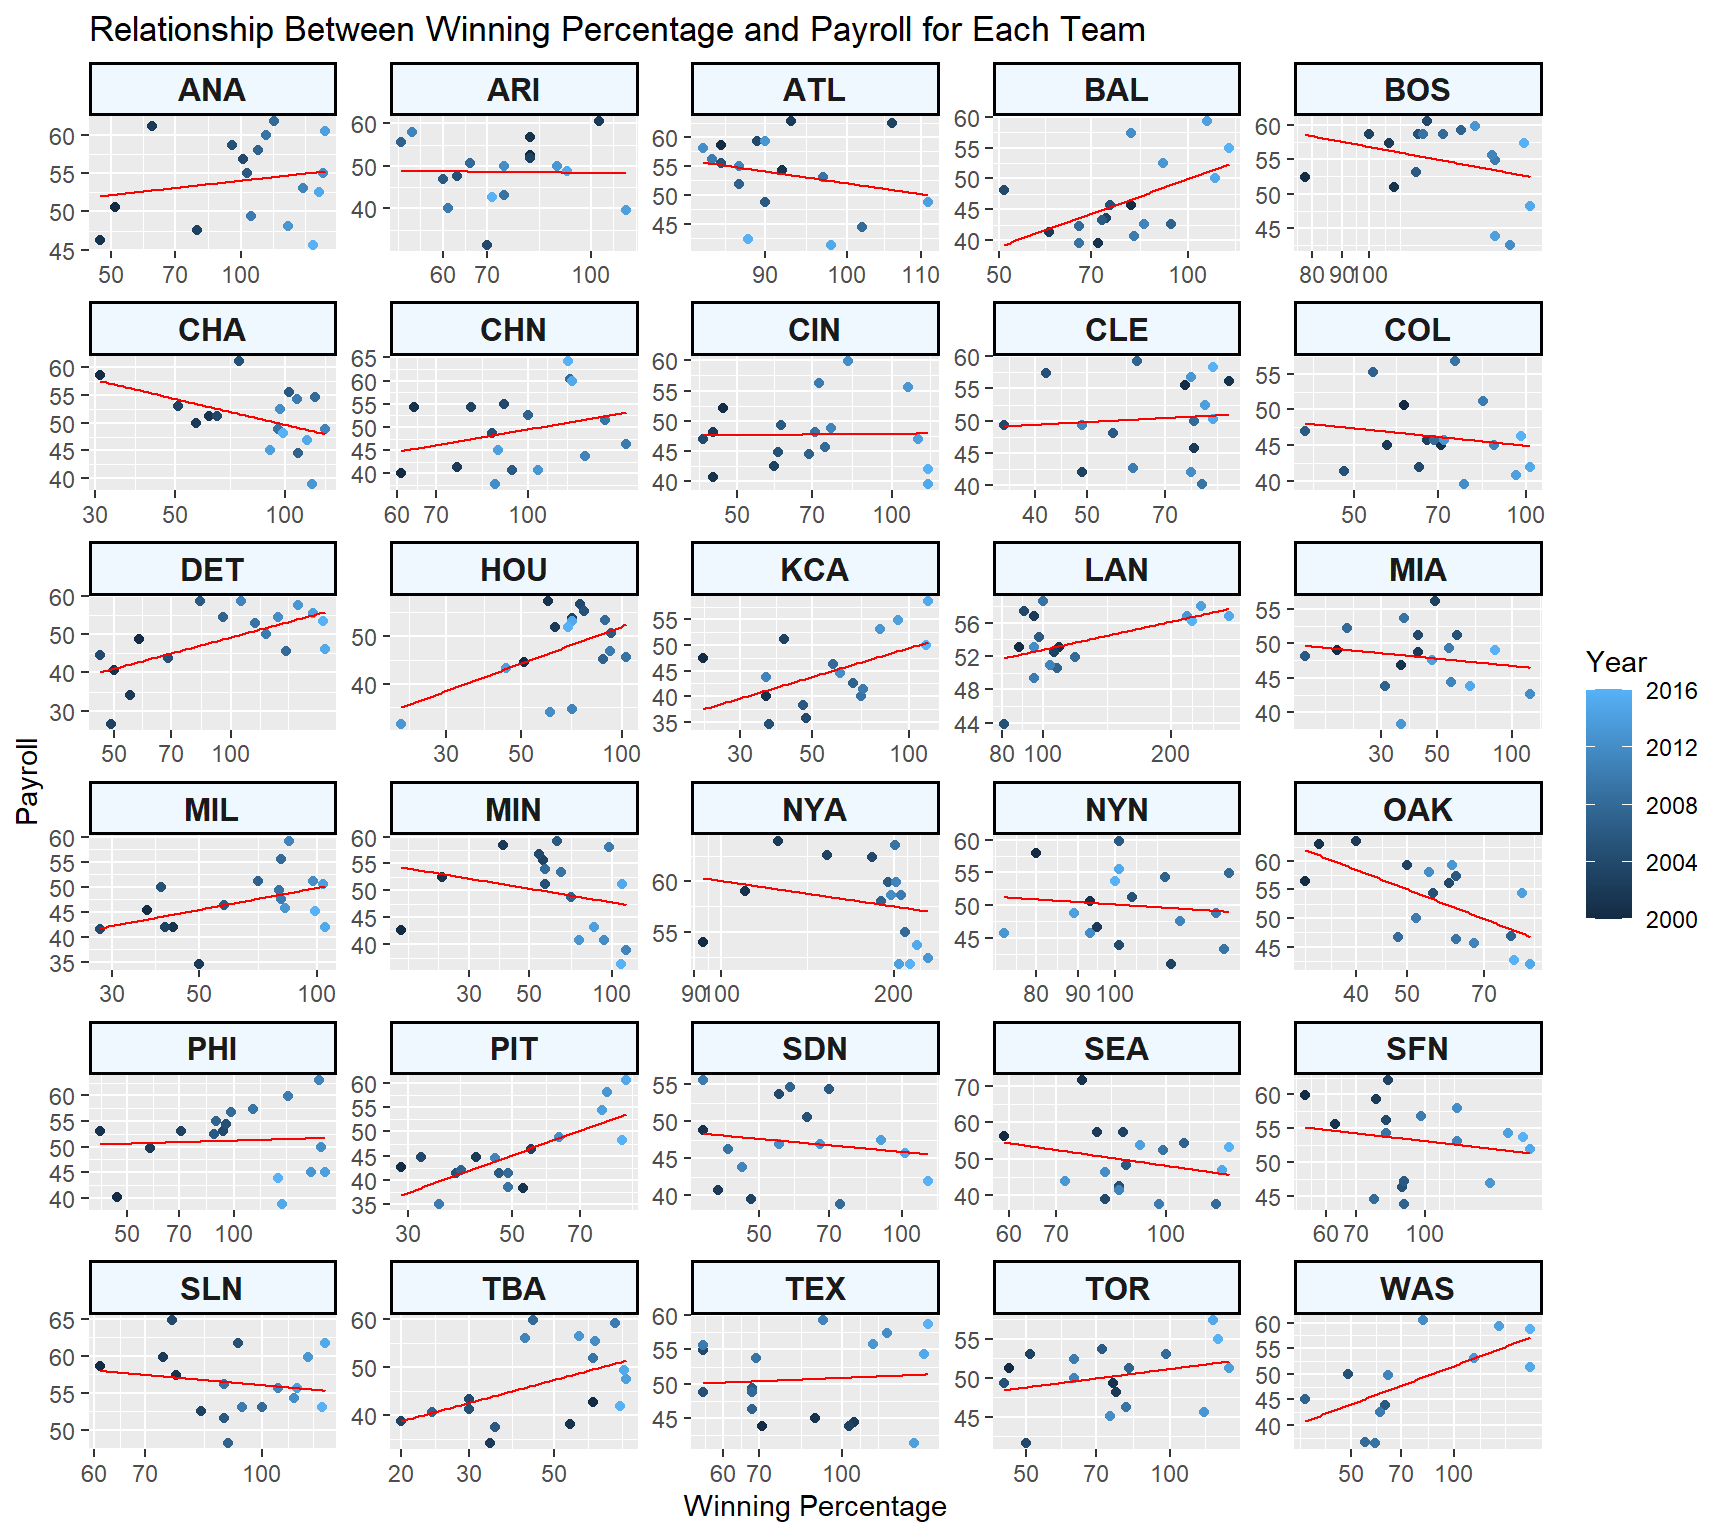 Relationship Between Winning Percentage and Payroll for Each Team
ANA ARI ATL BAL BOS
60 55 50 45
60 50 40
60 55 50 45
60 55 50 45 40
60 55 50 45
50 70 100
60 70 100
90 100 110
50 70 100
80 90 100
CHA CHN CIN CLE COL
60 55 50 45 40
65 60 55 50 45 40
60 55 50 45 40
60 55 50 45 40
55 50 45 40
30 50 100
60 70 100
50 70 100
40 50 70
50 70 100
DET HOU KCA LAN MIA
60 50 40 30
50 40
55 50 45 40 35
56 52 48 44
55 50 45 40
50 70 100
30 50 100
30 50 100
80 100 200
30 50 100
MIL MIN NYA NYN OAK
60 55 50 45 40 35
60 55 50 45 40
60 55
60 55 50 45
60 55 50 45
30 50 100
30 50 100
90 100 200
80 90 100
40 50 70
PHI PIT SDN SEA SFN
60 55 50 45 40
60 55 50 45 40 35
55 50 45 40
70 60 50 40
60 55 50 45
50 70 100
30 50 70
50 70 100
60 70 100
60 70 100
SLN TBA TEX TOR WAS
65 60 55 50
60 50 40
60 55 50 45
55 50 45
60 55 50 45 40
60 70 100
20 30 50
60 70 100
50 70 100
50 70 100
Winning Percentage
Payroll
Year
2016
2012
2008
2004
2000